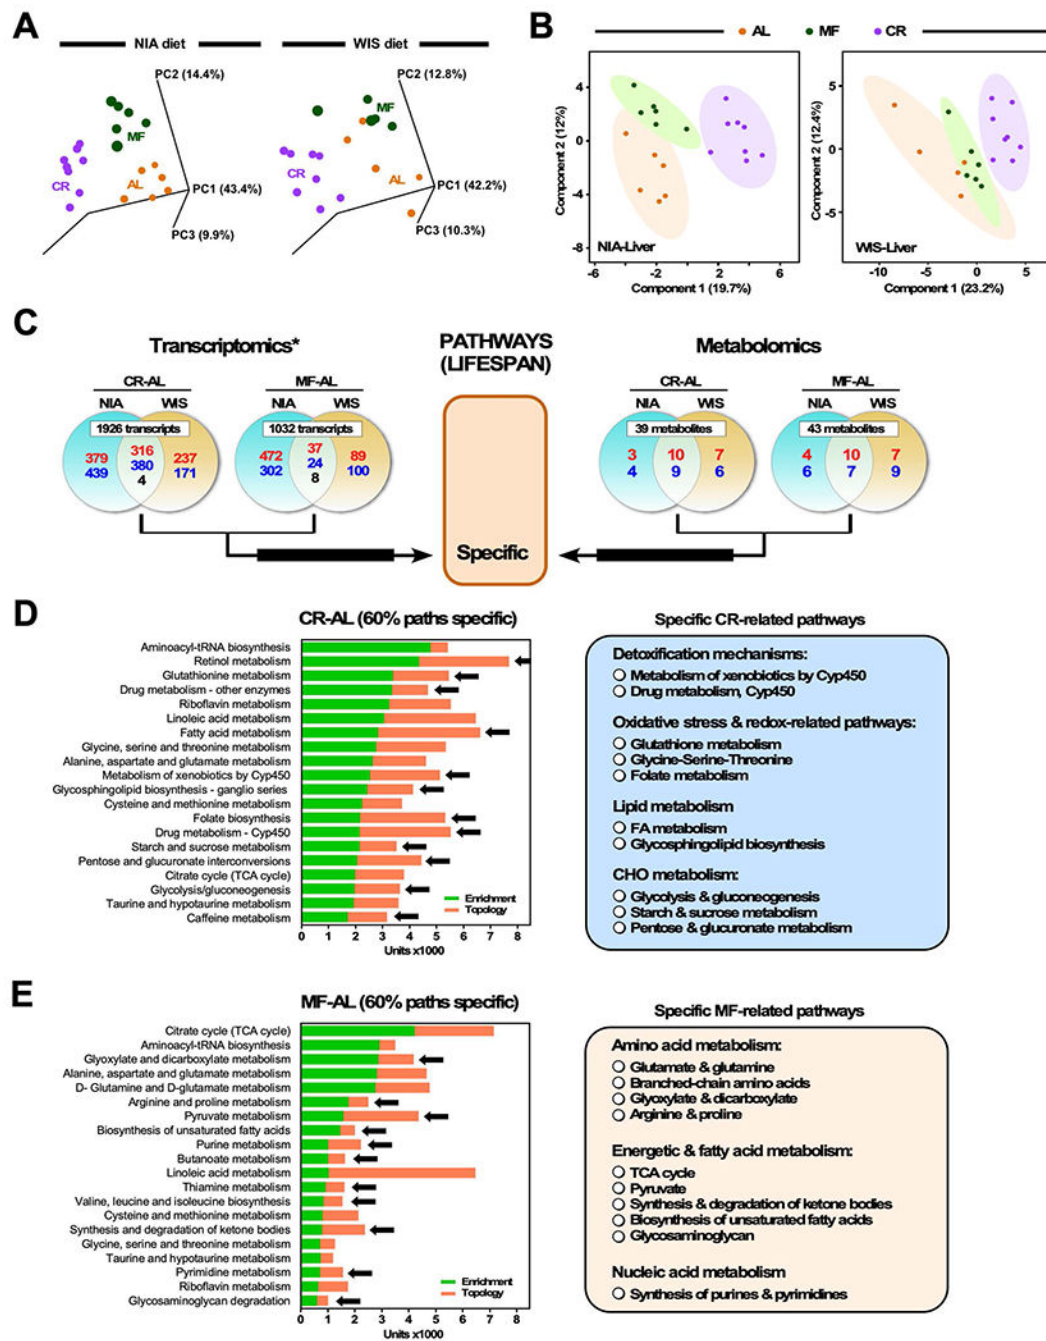 A
NIA diet
WIS diet
PC2 (14.4%)
MF
CR
AL
PC1 (43.4%)
PC3 (9.9%)
PC2 (12.8%)
MF
CR
AL
PC1 (42.2%)
PC3 (10.3%)
B
AL MF CR
Component 2 (12%)
4
0
-4
-8
NIA-Liver
-6 -2 2 6
Component 1 (19.7%)
Component 2 (12.4%)
5
0
-5
WIS-Liver
-10 -5 0 5
Component 1 (23.2%)
C
Transcriptomics*
CR-AL
NIA WIS
1926 transcripts
379 316 237
439 380 171
4
MF-AL
NIA WIS
1032 transcripts
472 37 89
302 24 100
8
PATHWAYS
(LIFESPAN)
Specific
Metabolomics
CR-AL
NIA WIS
39 metabolites
3 10 7
4 9 6
MF-AL
NIA WIS
43 metabolites
4 10 7
6 7 9
D
CR-AL (60% paths specific)
Aminoacyl-tRNA biosynthesis
Retinol metabolism
Glutathionine metabolism
Drug metabolism - other enzymes
Riboflavin metabolism
Linoleic acid metabolism
Fatty acid metabolism
Glycine, serine and threonine metabolism
Alanine, aspartate and glutamate metabolism
Metabolism of xenobiotics by Cyp450
Glycosphingolipid biosynthesis - ganglio series
Cysteine and methionine metabolism
Folate biosynthesis
Drug metabolism - Cyp450
Starch and sucrose metabolism
Pentose and glucuronate interconversions
Citrate cycle (TCA cycle)
Glycolysis/gluconeogenesis
Taurine and hypotaurine metabolism
Caffeine metabolism
Enrichment
Topology
0 1 2 3 4 5 6 7 8
Units x1000
Specific CR-related pathways
Detoxification mechanisms:
Metabolism of xenobiotics by Cyp450
Drug metabolism, Cyp450
Oxidative stress & redox-related pathways:
Glutathone metabolism
Glycine-Serine-Threonine
Folate metabolism
Lipid metabolism
FA metabolism
Glycosphingolipid biosynthesis
CHO metabolism:
Glycolysis & gluconeogenesis
Starch & sucrose metabolism
Pentose & glucuronate metabolism
E
MF-AL (60% paths specific)
Citrate cycle (TCA cycle)
Aminoacyl-tRNA biosynthesis
Glyoxylate and dicarboxylate metabolism
Alanine, aspartate and glutamate metabolism
D- Glutamine and D-glutamate metabolism
Arginine and proline metabolism
Pyruvate metabolism
Biosynthesis of unsaturated fatty acids
Purine metabolism
Butanoate metabolism
Linoleic acid metabolism
Thiamine metabolism
Valine, leucine and isoleucine biosynthesis
Cysteine and methionine metabolism
Synthesis and degradation of ketone bodies
Glycine, serine and threonine metabolism
Taurine and hypotaurine metabolism
Pyrimidine metabolism
Riboflavin metabolism
Glycosaminoglycan degradation
Enrichment
Topology
0 1 2 3 4 5 6 7 8
Units x1000
Specific MF-related pathways
Amino acid metabolism:
Glutamate & glutamine
Branched-chain amino acids
Glyoxylate & dicarboxylate
Arginine & proline
Energetic & fatty acid metabolism:
TCA cycle
Pyruvate
Synthesis & degradation of ketone bodies
Biosynthesis of unsaturated fatty acids
Glycosaminoglycan
Nucleic acid metabolism
Synthesis of purines & pyrimidines